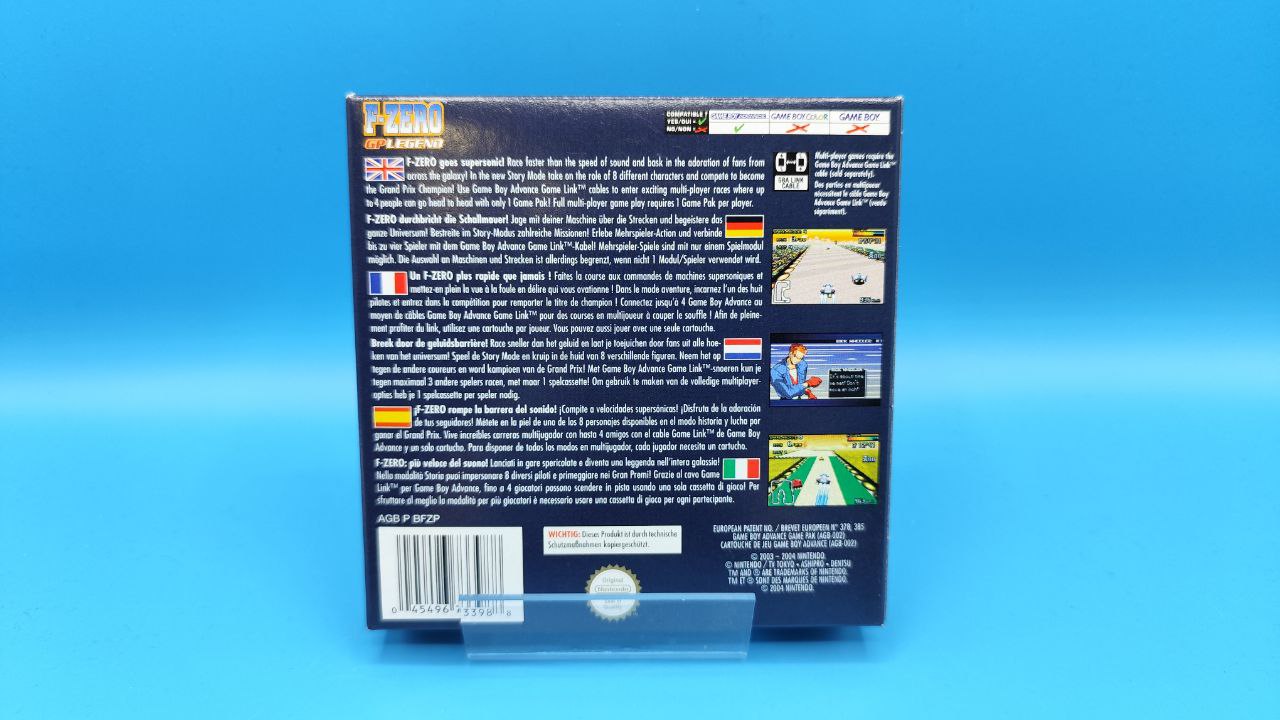 F-ZERO
GP LEGEND
COMPATIBLE?
YES/OUI = ✓
NO/NON = ✗
GAME BOY ADVANCE
GAME BOY COLOR
GAME BOY
F-ZERO goes supersonic! Race faster than the speed of sound and bask in the adoration of fans from
across the galaxy! In the new Story Mode take on the role of 8 different characters and compete to become
the Grand Prix Champion! Use Game Boy Advance Game Link™ cables to enter exciting multi-player races where up
to 4 people can go head to head with only 1 Game Pak! Full multi-player game play requires 1 Game Pak per player.
GBA LINK
CABLE
Multi-player games require the
Game Boy Advance Game Link™
cable (sold separately).
Des parties en multijoueur
nécessitent le câble Game Boy
Advance Game Link™ (vendu
séparément).
F-ZERO durchbricht die Schallmauer! Jage mit deiner Maschine über die Strecken und begeistere das
ganze Universum! Bestreite im Story-Modus zahlreiche Missionen! Erlebe Mehrspieler-Action und verbinde
bis zu vier Spieler mit dem Game Boy Advance Game Link™-Kabel! Mehrspieler-Spiele sind mit nur einem Spielmodul
möglich. Die Auswahl an Maschinen und Strecken ist allerdings begrenzt, wenn nicht 1 Modul/Spieler verwendet wird.
Un F-ZERO plus rapide que jamais ! Faites la course aux commandes de machines supersoniques et
mettez-en plein la vue à la foule en délire qui vous ovationne ! Dans le mode aventure, incarnez l'un des huit
pilotes et entrez dans la compétition pour remporter le titre de champion ! Connectez jusqu'à 4 Game Boy Advance au
moyen de câbles Game Boy Advance Game Link™ pour des courses en multijoueur à couper le souffle ! Afin de pleine-
ment profiter du link, utilisez une cartouche par joueur. Vous pouvez aussi jouer avec une seule cartouche.
Breek door de geluidsbarrière! Race sneller dan het geluid en laat je toejuichen door fans uit alle hoe-
ken van het universum! Speel de Story Mode en kruip in de huid van 8 verschillende figuren. Neem het op
tegen de andere coureurs en word kampioen van de Grand Prix! Met Game Boy Advance Game Link™-snoeren kun je
tegen maximaal 3 andere spelers racen, met maar 1 spelcassette! Om gebruik te maken van de volledige multiplayer-
opties heb je 1 spelcassette per speler nodig.
¡F-ZERO rompe la barrera del sonido! ¡Compite a velocidades supersónicas! ¡Disfruta de la adoración
de tus seguidores! Métete en la piel de uno de los 8 personajes disponibles en el modo historia y lucha por
ganar el Grand Prix. Vive increíbles carreras multijugador con hasta 4 amigos con el cable Game Link™ de Game Boy
Advance y un solo cartucho. Para disponer de todos los modos en multijugador, cada jugador necesita un cartucho.
F-ZERO: più veloce del suono! Lanciati in gare spericolate e diventa una leggenda nell'intera galassia!
Nella modalità Storia puoi impersonare 8 diversi piloti e primeggiare nei Gran Premi! Grazie al cavo Game
Link™ per Game Boy Advance, fino a 4 giocatori possono scendere in pista usando una sola cassetta di gioco! Per
sfruttare al meglio la modalità per più giocatori è necessario usare una cassetta di gioco per ogni partecipante.
RICK WHEELER
It's about time
we met! Don't
AGB P BFZP
0 45496 73398 8
WICHTIG: Dieses Produkt ist durch technische
Schutzmaßnahmen kopiergeschützt.
Original
Nintendo
Seal of
Quality
EUROPEAN PATENT NO. / BREVET EUROPEEN N° 378, 385
GAME BOY ADVANCE GAME PAK (AGB-002)
CARTOUCHE DE JEU GAME BOY ADVANCE (AGB-002)
© 2003 – 2004 NINTENDO.
© NINTENDO / TV TOKYO • ASHIPRO • DENTSU
TM AND ® ARE TRADEMARKS OF NINTENDO.
TM ET ® SONT DES MARQUES DE NINTENDO.
© 2004 NINTENDO.